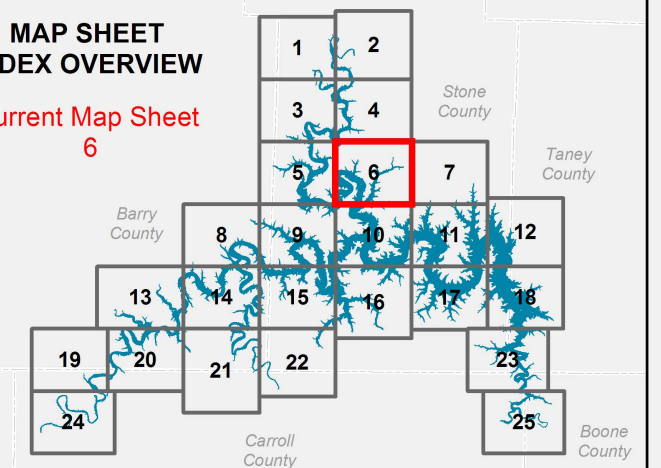 MAP SHEET
DEX OVERVIEW
urrent Map Sheet
6
1
2
3
4
Stone
County
5
6
7
Taney
County
Barry
County
8
9
10
11
12
13
14
15
16
17
18
19
20
21
22
23
24
25
Carroll
County
Boone
County